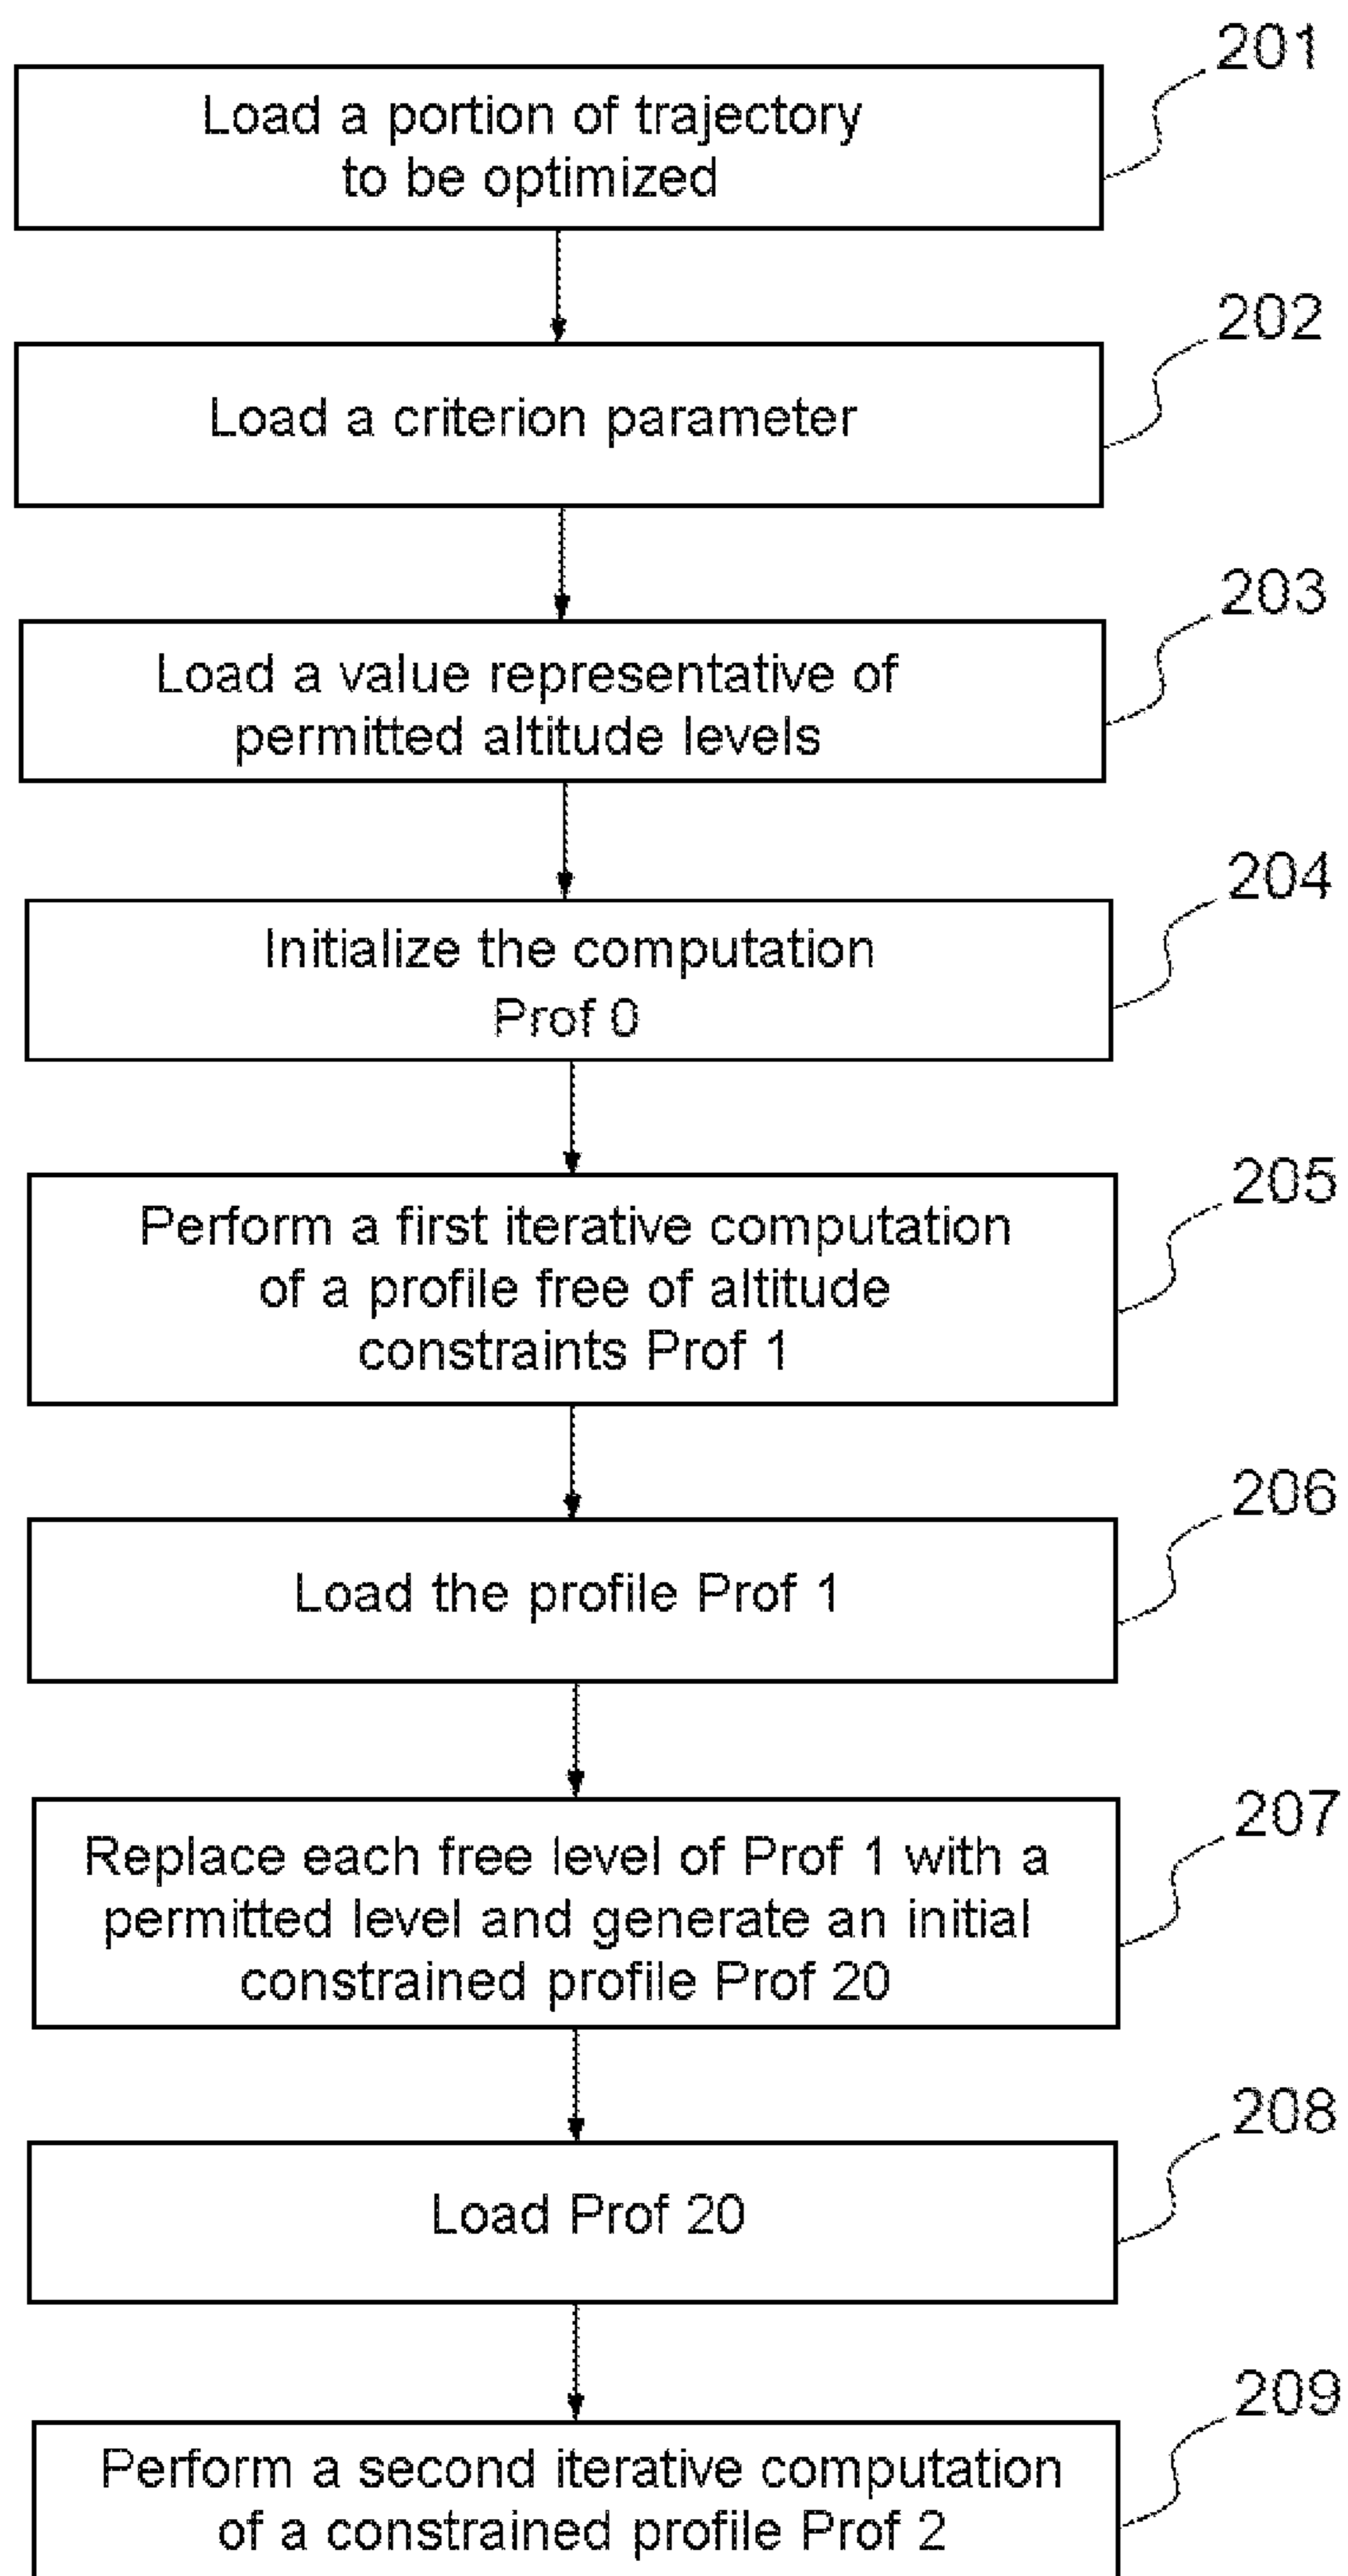 201
Load a portion of trajectory
to be optimized
202
Load a criterion parameter
203
Load a value representative of
permitted altitude levels
204
Initialize the computation
Prof 0
205
Perform a first iterative computation
of a profile free of altitude
constraints Prof 1
206
Load the profile Prof 1
207
Replace each free level of Prof 1 with a
permitted level and generate an initial
constrained profile Prof 20
208
Load Prof 20
209
Perform a second iterative computation
of a constrained profile Prof 2